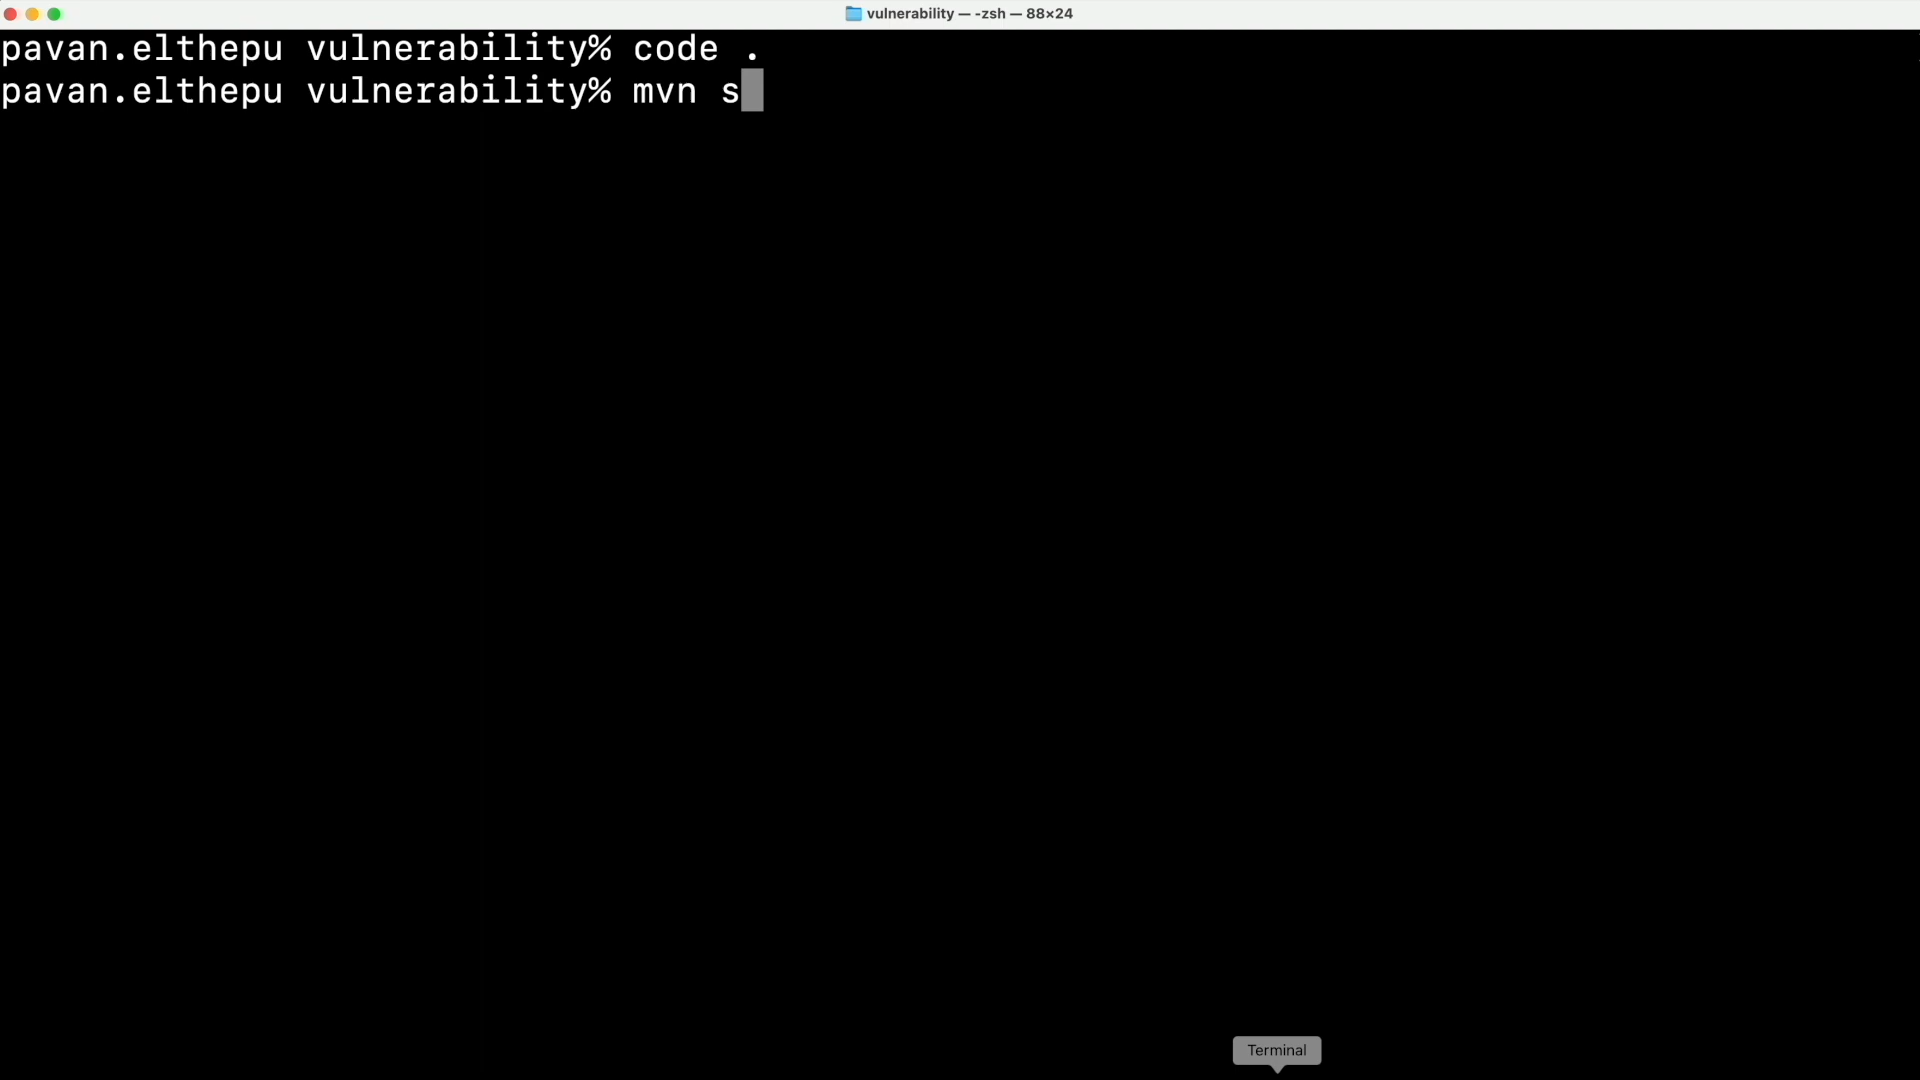 vulnerability — -zsh — 88×24
pavan.elthepu vulnerability% code .
pavan.elthepu vulnerability% mvn s
Terminal